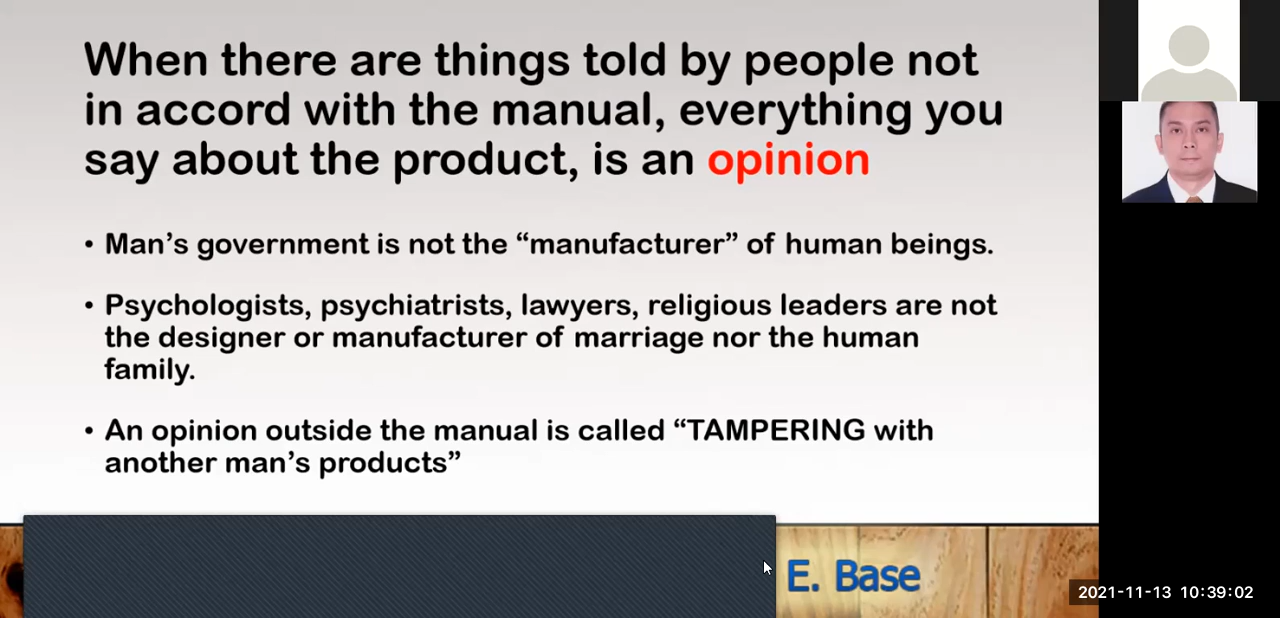 When there are things told by people not
in accord with the manual, everything you
say about the product, is an opinion
• Man’s government is not the “manufacturer” of human beings.
• Psychologists, psychiatrists, lawyers, religious leaders are not
the designer or manufacturer of marriage nor the human
family.
• An opinion outside the manual is called “TAMPERING with
another man’s products”
E. Base
2021-11-13 10:39:02